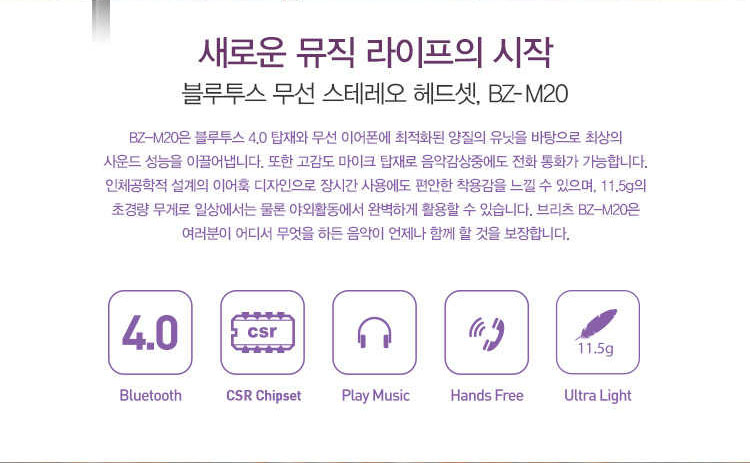 새로운 뮤직 라이프의 시작
블루투스 무선 스테레오 헤드셋, BZ-M20
BZ-M20은 블루투스 4.0 탑재와 무선 이어폰에 최적화된 양질의 유닛을 바탕으로 최상의
사운드 성능을 이끌어냅니다. 또한 고감도 마이크 탑재로 음악감상중에도 전화 통화가 가능합니다.
인체공학적 설계의 이어훅 디자인으로 장시간 사용에도 편안한 착용감을 느낄 수 있으며, 11.5g의
초경량 무게로 일상에서는 물론 야외활동에서 완벽하게 활용할 수 있습니다. 브리츠 BZ-M20은
여러분이 어디서 무엇을 하든 음악이 언제나 함께 할 것을 보장합니다.
4.0
csr
11.5g
Bluetooth
CSR Chipset
Play Music
Hands Free
Ultra Light